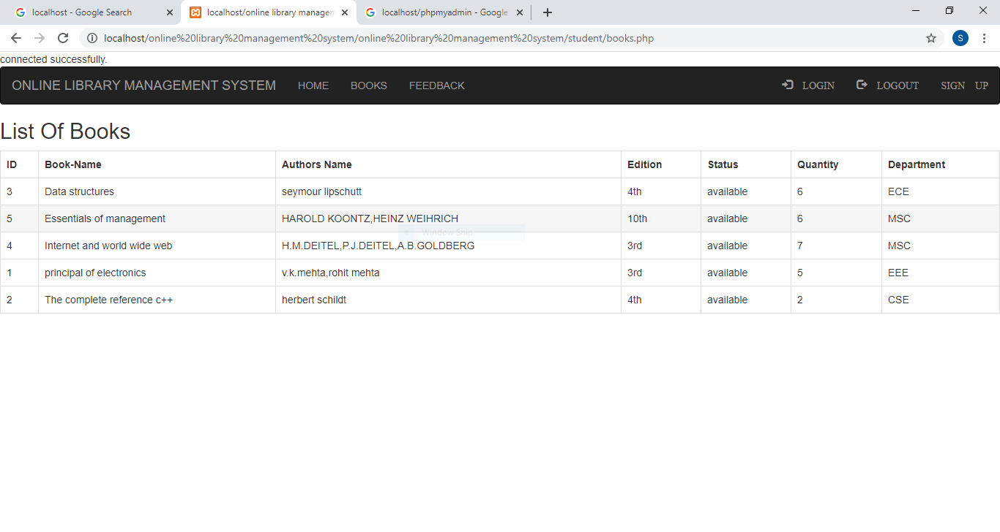 localhost - Google Search localhost/online library managem localhost/phpmyadmin - Google
localhost/online%20library%20management%20system/online%20library%20management%20system/student/books.php S
connected successfully.
ONLINE LIBRARY MANAGEMENT SYSTEM HOME BOOKS FEEDBACK LOGIN LOGOUT SIGN UP
List Of Books
ID Book-Name Authors Name Edition Status Quantity Department
3 Data structures seymour lipschutt 4th available 6 ECE
5 Essentials of management HAROLD KOONTZ,HEINZ WEIHRICH 10th available 6 MSC
Window Snip
4 Internet and world wide web H.M.DEITEL,P.J.DEITEL,A.B.GOLDBERG 3rd available 7 MSC
1 principal of electronics v.k.mehta,rohit mehta 3rd available 5 EEE
2 The complete reference c++ herbert schildt 4th available 2 CSE